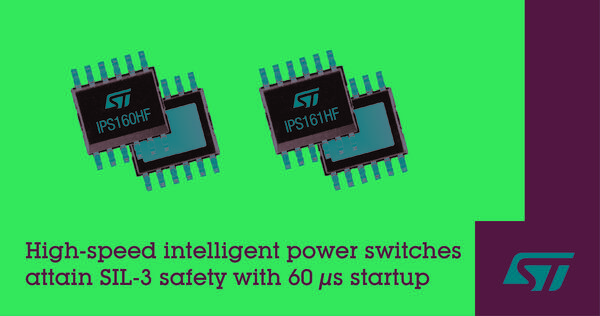 ST
IPS160HF
ST
IPS161HF
High-speed intelligent power switches
attain SIL-3 safety with 60 µs startup
ST